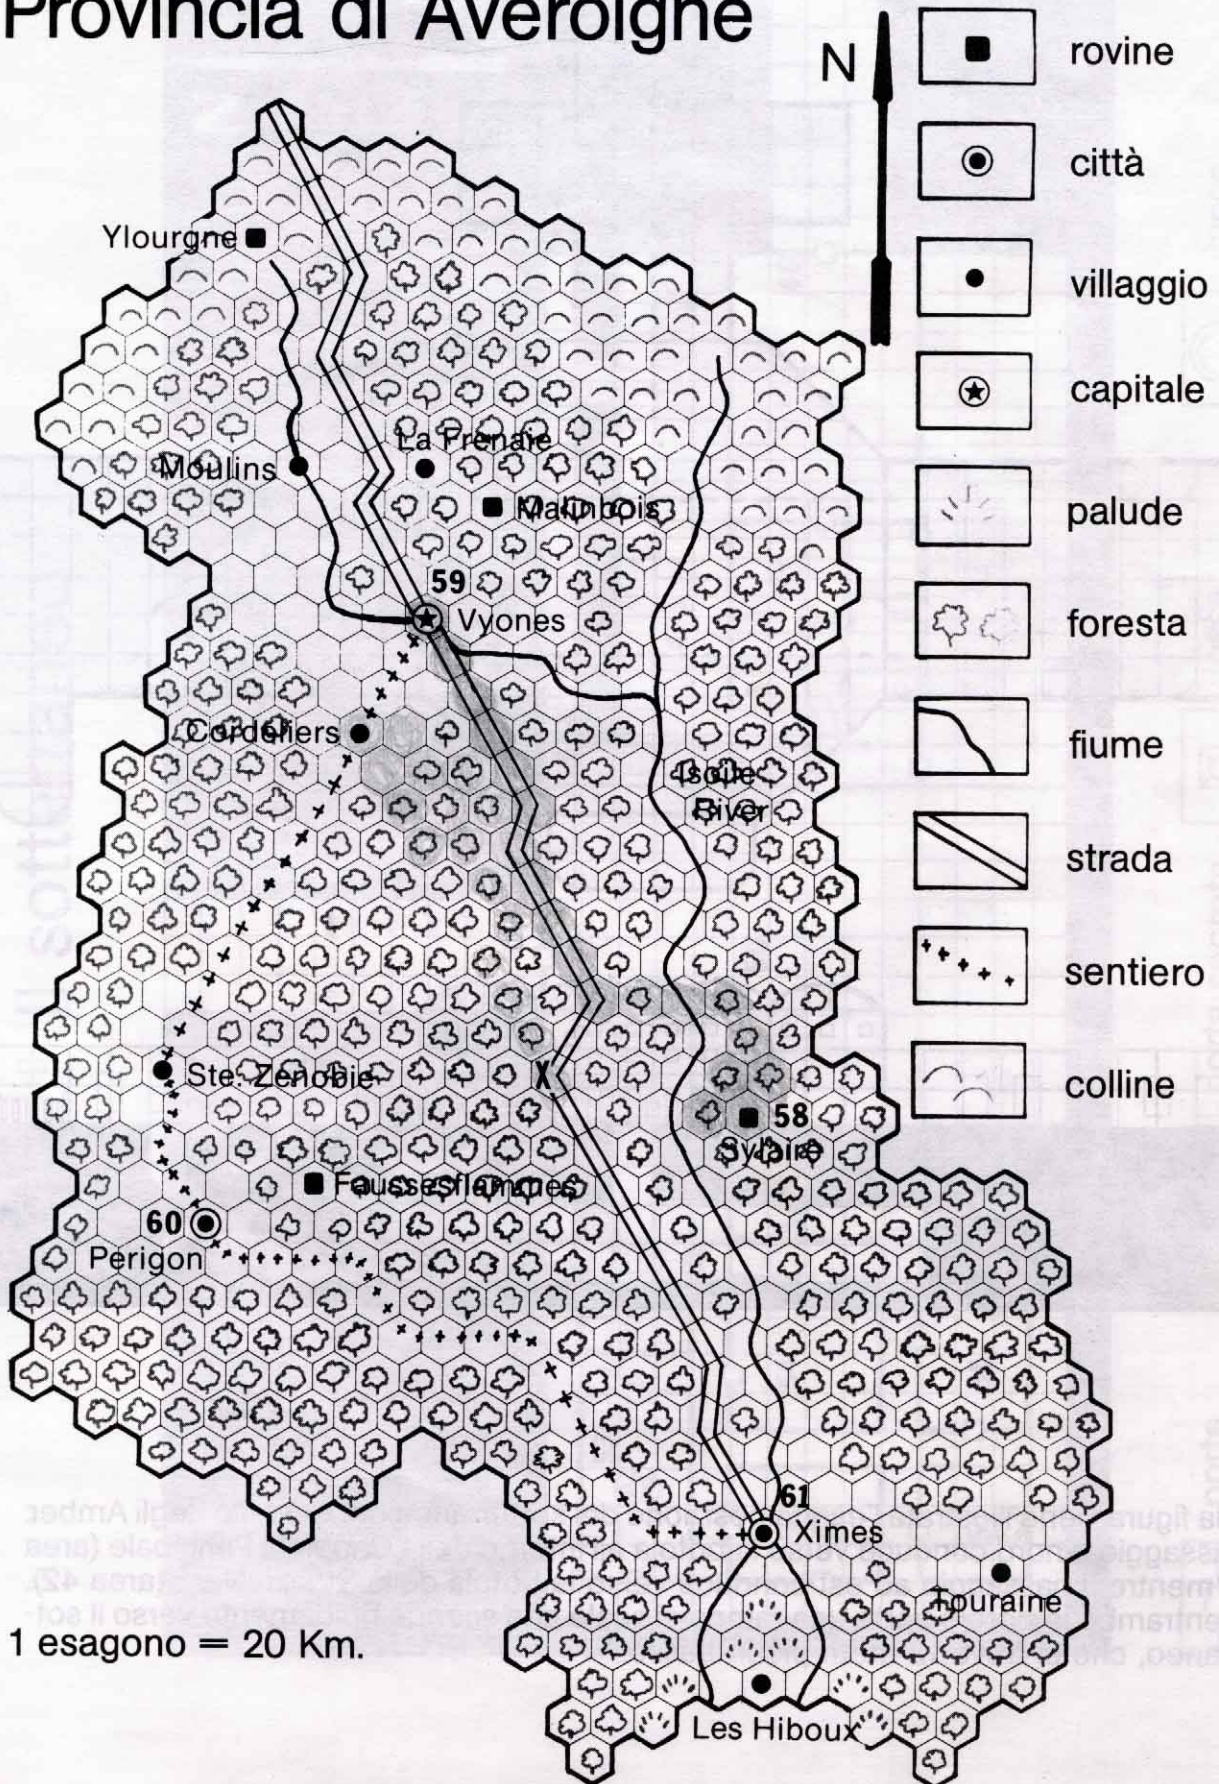 Provincia di Averoigne
N
rovine
città
villaggio
capitale
palude
foresta
fiume
strada
sentiero
colline
Ylourgne
La Frenaie
Moulins
Malinbois
59
Vyones
Cordeliers
Isoile
River
Ste. Zenobie
X
58
Sylaire
Faussesflammes
60
Perigon
61
Ximes
Touraine
Les Hiboux
1 esagono = 20 Km.